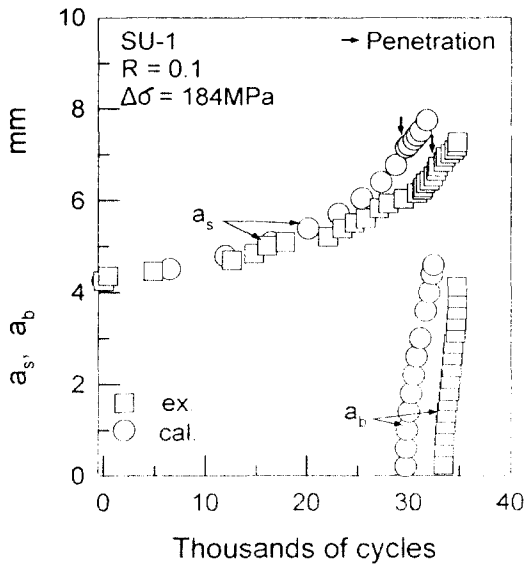 SU-1
R = 0.1
Δσ = 184MPa
→ Penetration
10
8
6
4
2
0
a_s, a_b mm
a_s
a_b
ex.
cal.
0 10 20 30 40
Thousands of cycles